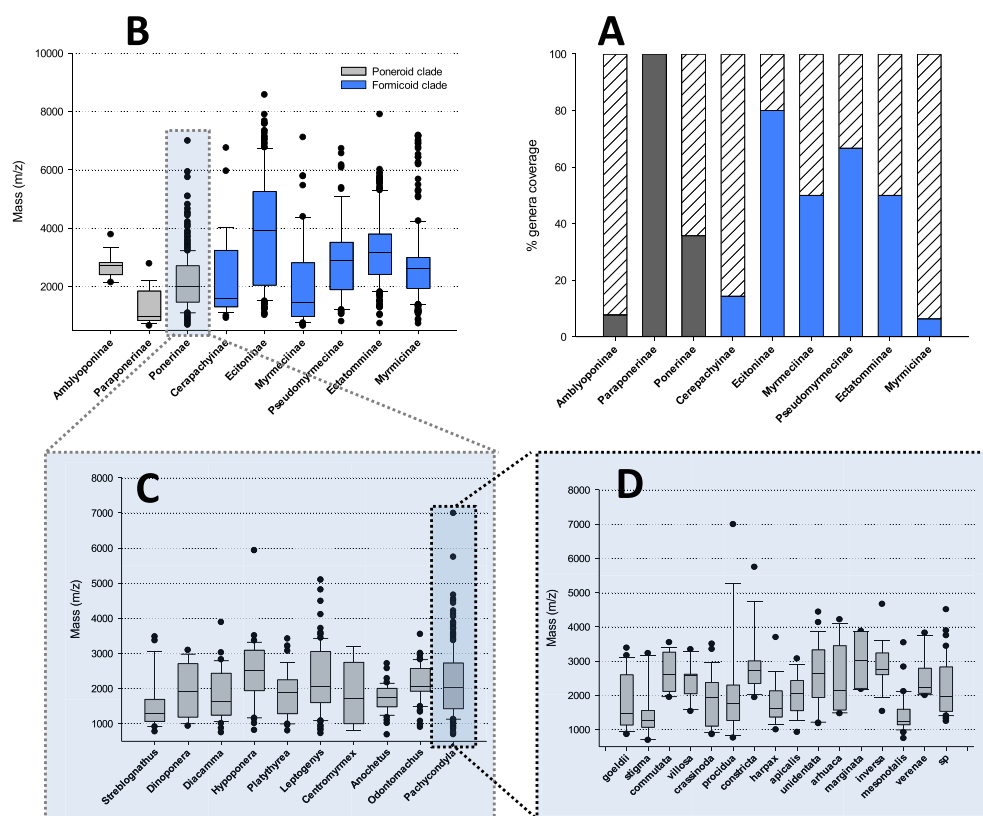 B
A
10000
8000
6000
4000
2000
Mass (m/z)
Poneroid clade
Formicoid clade
Amblyoponinae
Paraponerinae
Ponerinae
Cerapachyinae
Ecitoninae
Myrmeciinae
Pseudomyrmecinae
Ectatomminae
Myrmicinae
100
80
60
40
20
0
% genera coverage
Amblyoponinae
Paraponerinae
Ponerinae
Cerepachyinae
Ecitoninae
Myrmeciinae
Pseudomyrmecinae
Ectatomminae
Myrmicinae
C
8000
7000
6000
5000
4000
3000
2000
1000
Mass (m/z)
Streblognathus
Dinoponera
Diacamma
Hypoponera
Platythyrea
Leptogenys
Centromyrmex
Anochetus
Odontomachus
Pachycondyla
D
8000
7000
6000
5000
4000
3000
2000
1000
Mass (m/z)
goeldii
stigma
commutata
villosa
crassinoda
procidua
constricta
harpax
apicalis
unidentata
arhuaca
marginata
inversa
mesonotalis
verenae
sp